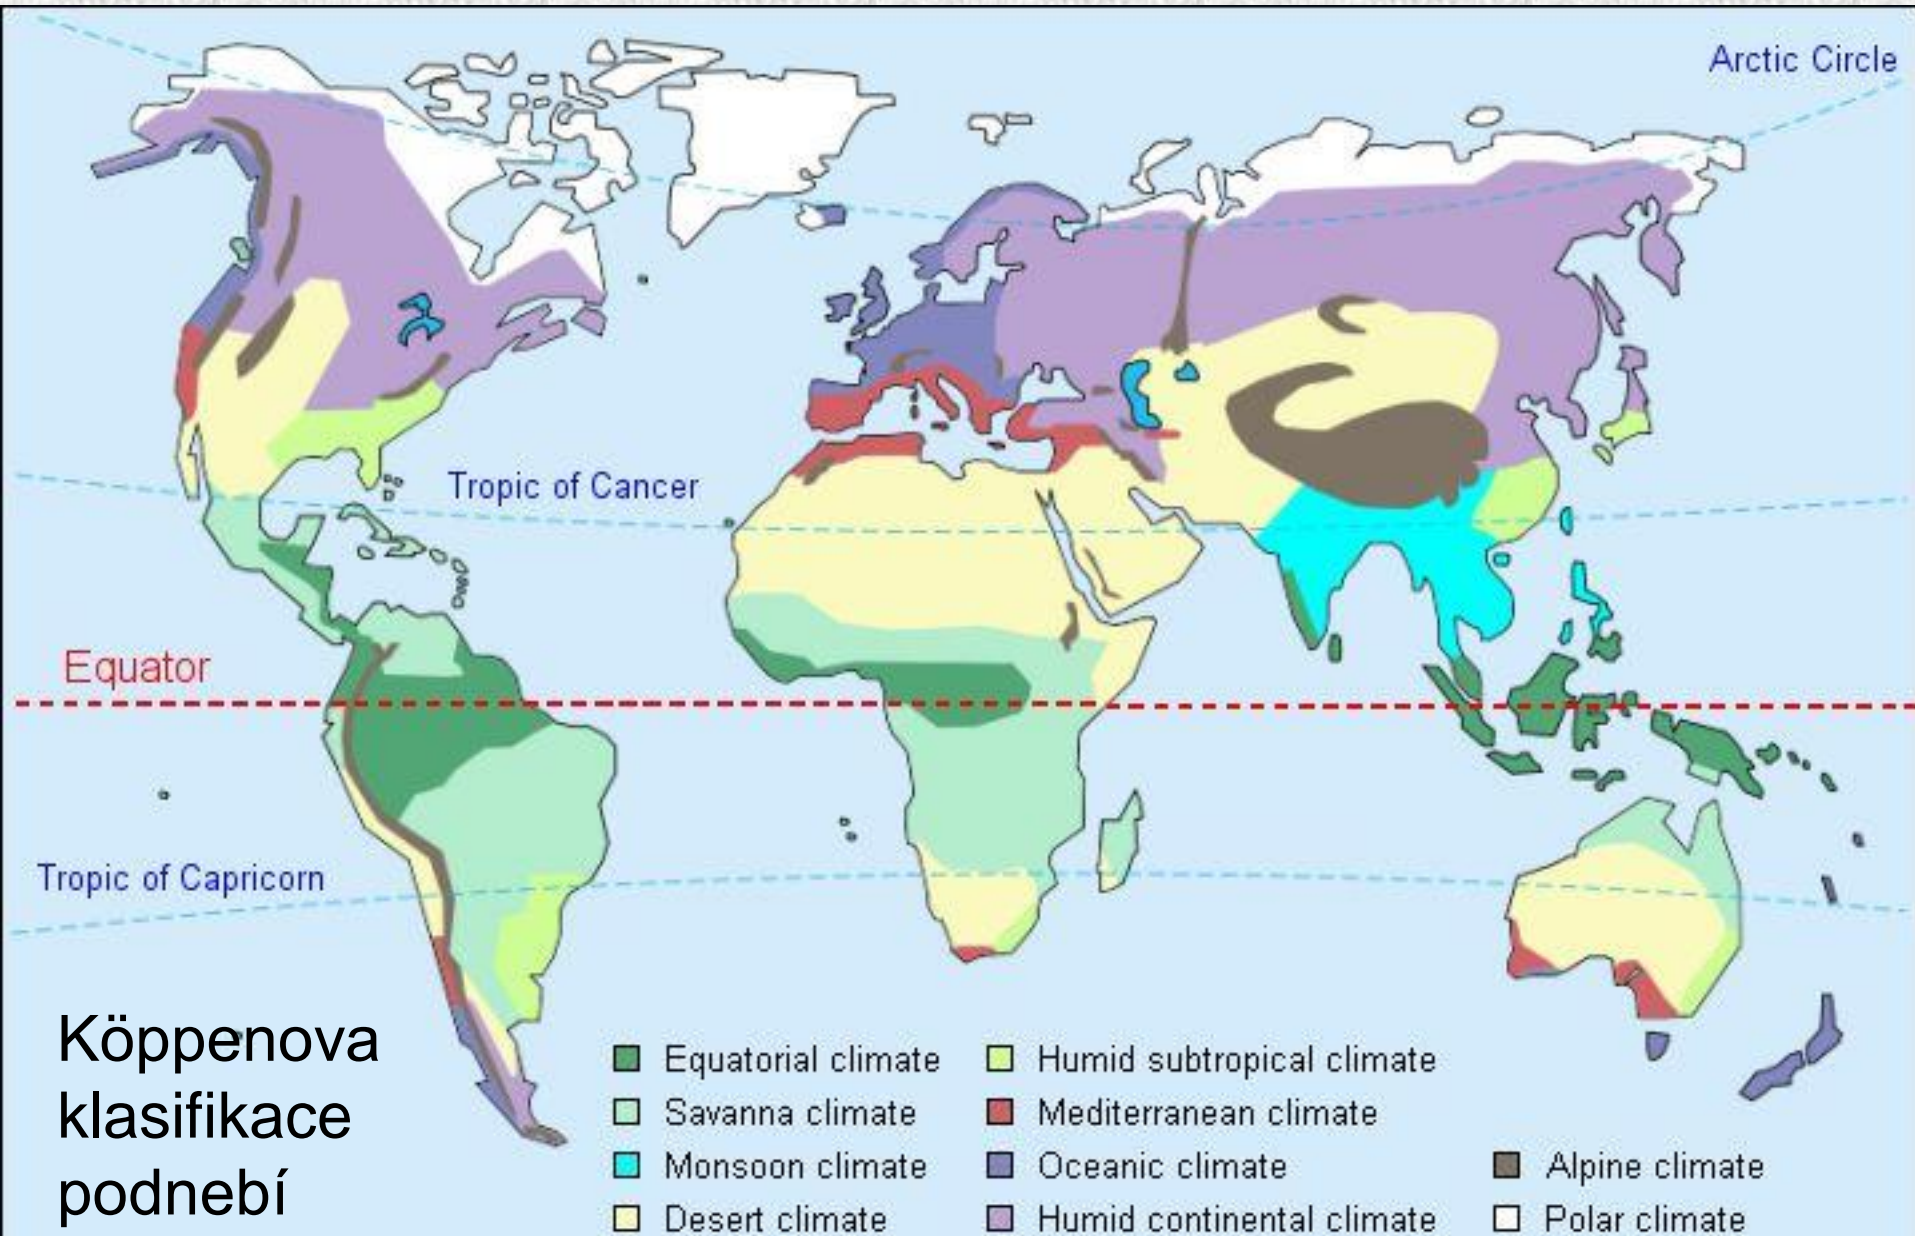 Arctic Circle
Tropic of Cancer
Equator
Tropic of Capricorn
Köppenova
klasifikace
podnebí
Equatorial climate
Savanna climate
Monsoon climate
Desert climate
Humid subtropical climate
Mediterranean climate
Oceanic climate
Humid continental climate
Alpine climate
Polar climate